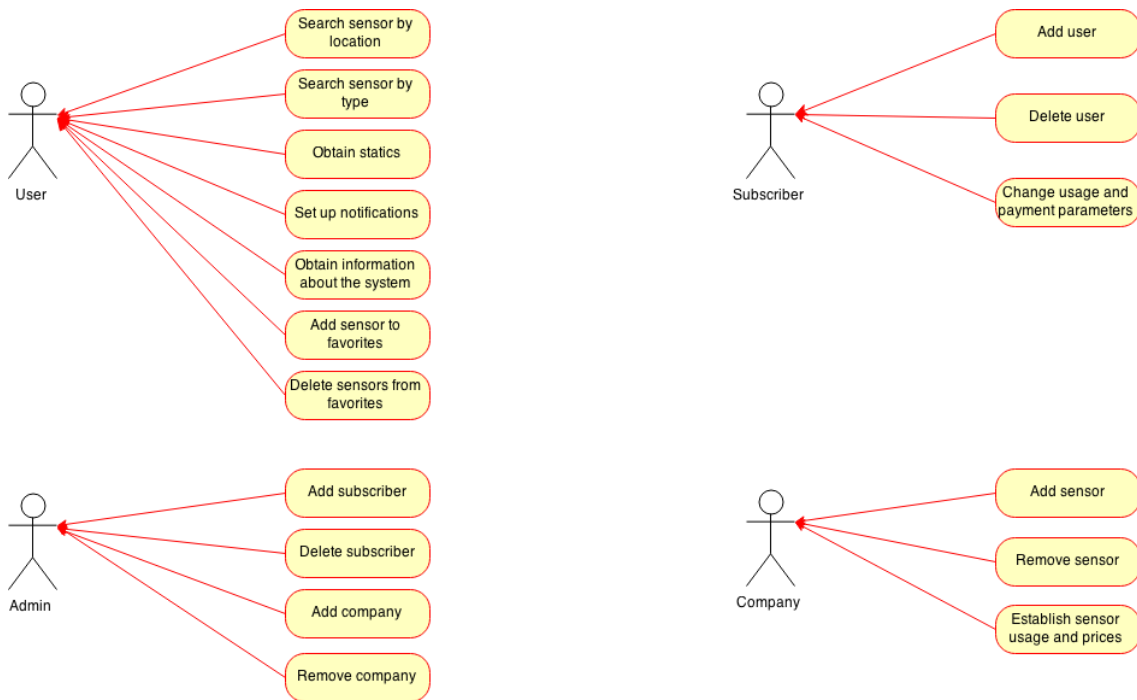 Search sensor by
location
Search sensor by
type
Obtain statics
User
Set up notifications
Obtain information
about the system
Add sensor to
favorites
Delete sensors from
favorites
Add user
Delete user
Subscriber
Change usage and
payment parameters
Add subscriber
Delete subscriber
Admin
Add company
Remove company
Add sensor
Remove sensor
Company
Establish sensor
usage and prices